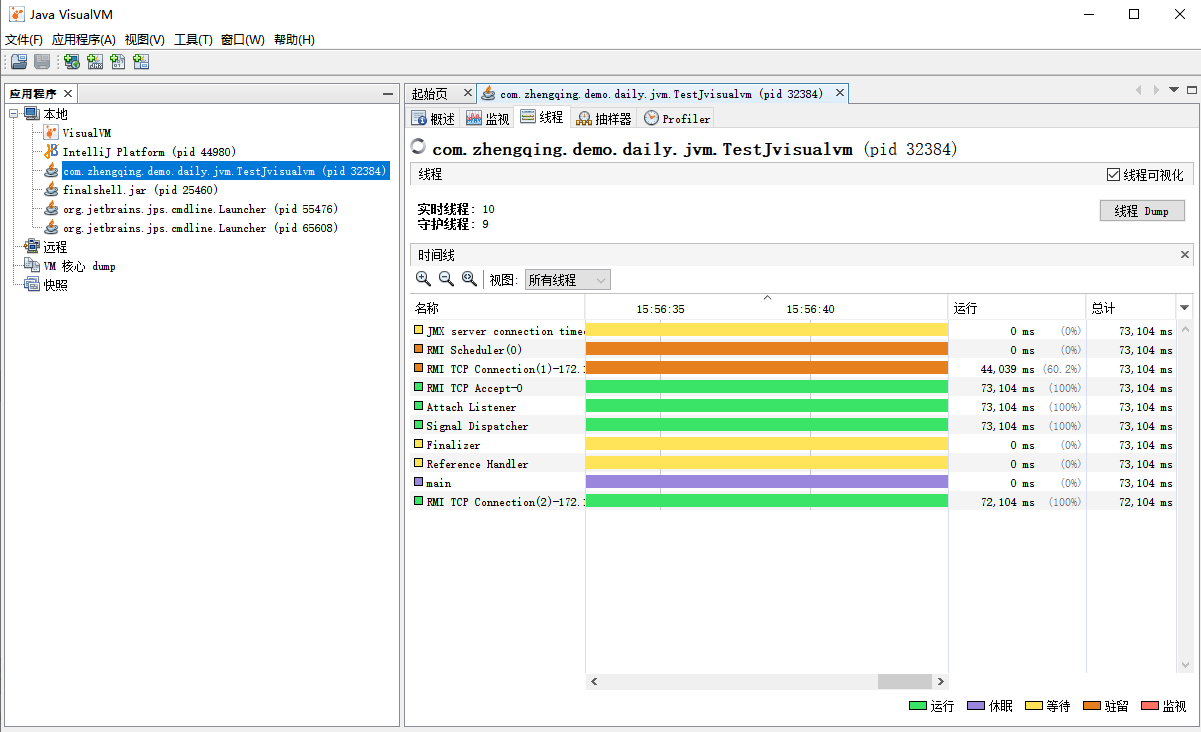 Java VisualVM
文件(F) 应用程序(A) 视图(V) 工具(T) 窗口(W) 帮助(H)
应用程序
本地
VisualVM
IntelliJ Platform (pid 44980)
com.zhengqing.demo.daily.jvm.TestJvisualvm (pid 32384)
finalshell.jar (pid 25460)
org.jetbrains.jps.cmdline.Launcher (pid 55476)
org.jetbrains.jps.cmdline.Launcher (pid 65608)
远程
VM 核心 dump
快照
起始页 com.zhengqing.demo.daily.jvm.TestJvisualvm (pid 32384)
概述 监视 线程 抽样器 Profiler
com.zhengqing.demo.daily.jvm.TestJvisualvm (pid 32384)
线程 线程可视化
实时线程: 10
守护线程: 9
线程 Dump
时间线
视图: 所有线程
名称 15:56:35 15:56:40 运行 总计
JMX server connection time 0 ms (0%) 73,104 ms
RMI Scheduler(0) 0 ms (0%) 73,104 ms
RMI TCP Connection(1)-172. 44,039 ms (60.2%) 73,104 ms
RMI TCP Accept-0 73,104 ms (100%) 73,104 ms
Attach Listener 73,104 ms (100%) 73,104 ms
Signal Dispatcher 73,104 ms (100%) 73,104 ms
Finalizer 0 ms (0%) 73,104 ms
Reference Handler 0 ms (0%) 73,104 ms
main 0 ms (0%) 73,104 ms
RMI TCP Connection(2)-172. 72,104 ms (100%) 72,104 ms
运行 休眠 等待 驻留 监视